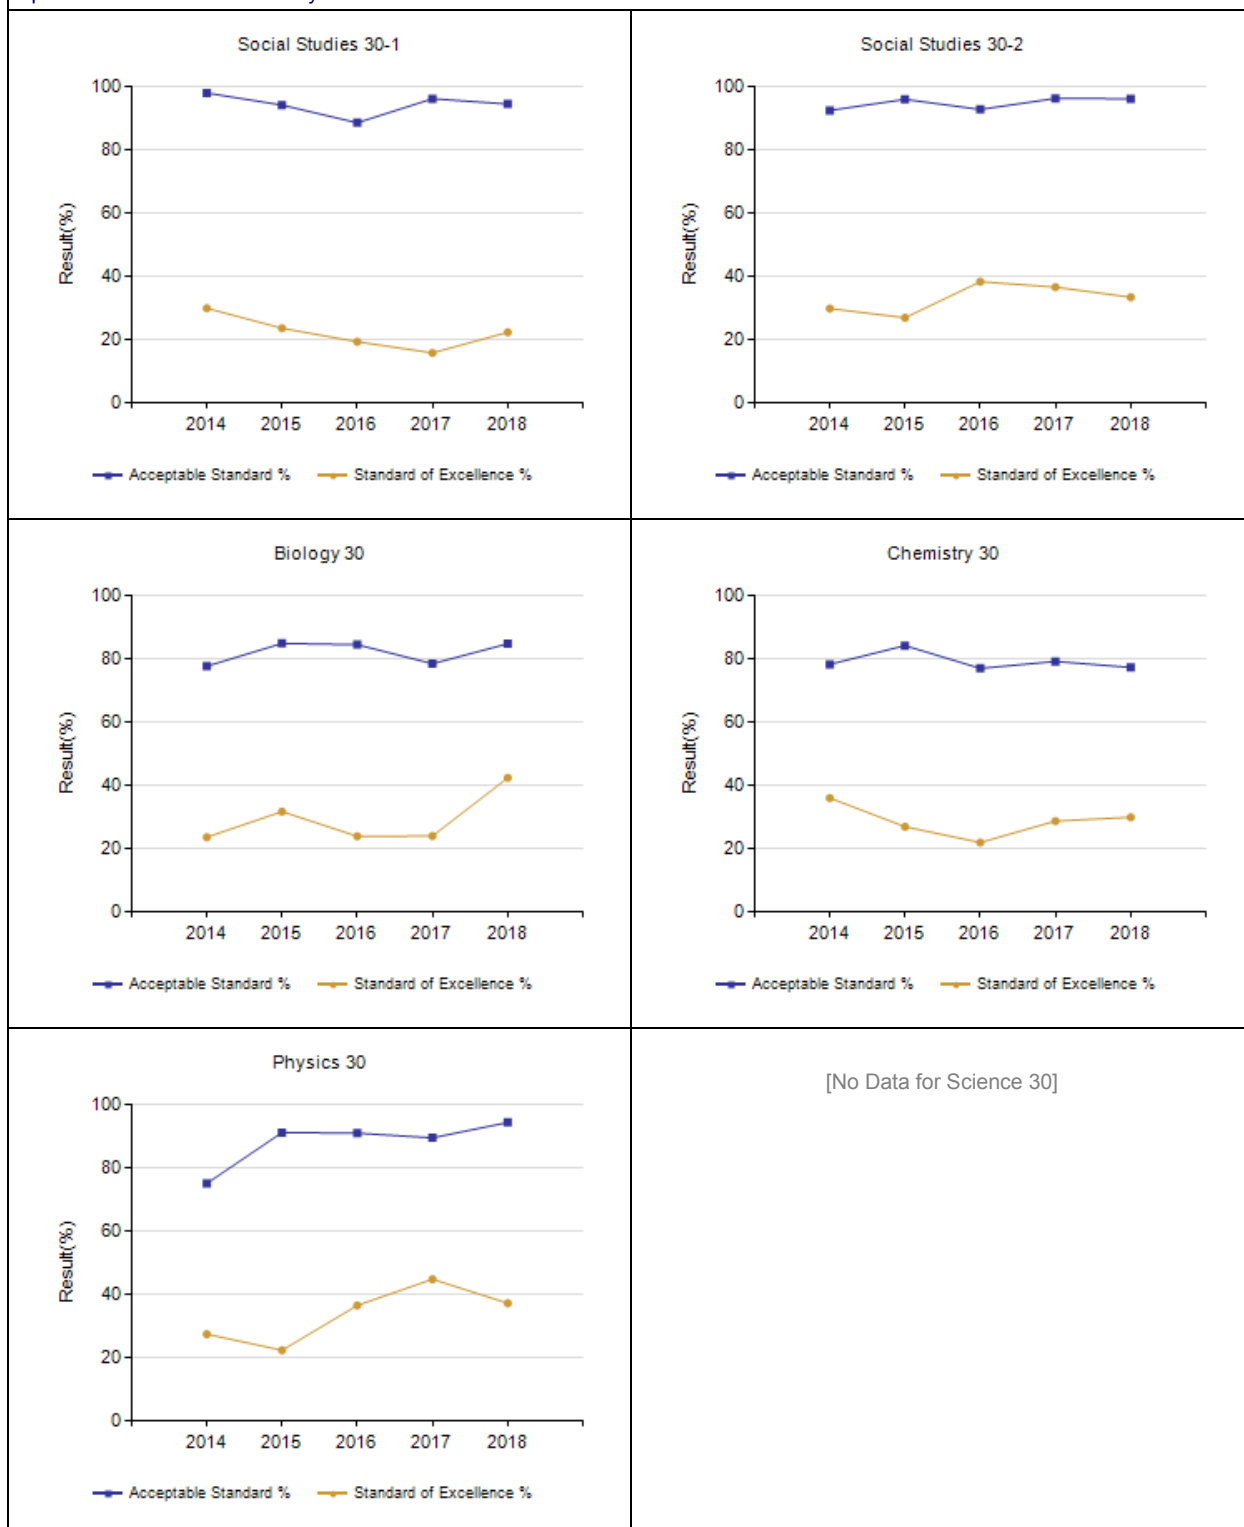 Social Studies 30-1
100
80
60
40
20
0
Result(%)
2014 2015 2016 2017 2018
Acceptable Standard % Standard of Excellence %
Social Studies 30-2
100
80
60
40
20
0
Result(%)
2014 2015 2016 2017 2018
Acceptable Standard % Standard of Excellence %
Biology 30
100
80
60
40
20
0
Result(%)
2014 2015 2016 2017 2018
Acceptable Standard % Standard of Excellence %
Chemistry 30
100
80
60
40
20
0
Result(%)
2014 2015 2016 2017 2018
Acceptable Standard % Standard of Excellence %
Physics 30
100
80
60
40
20
0
Result(%)
2014 2015 2016 2017 2018
Acceptable Standard % Standard of Excellence %
[No Data for Science 30]